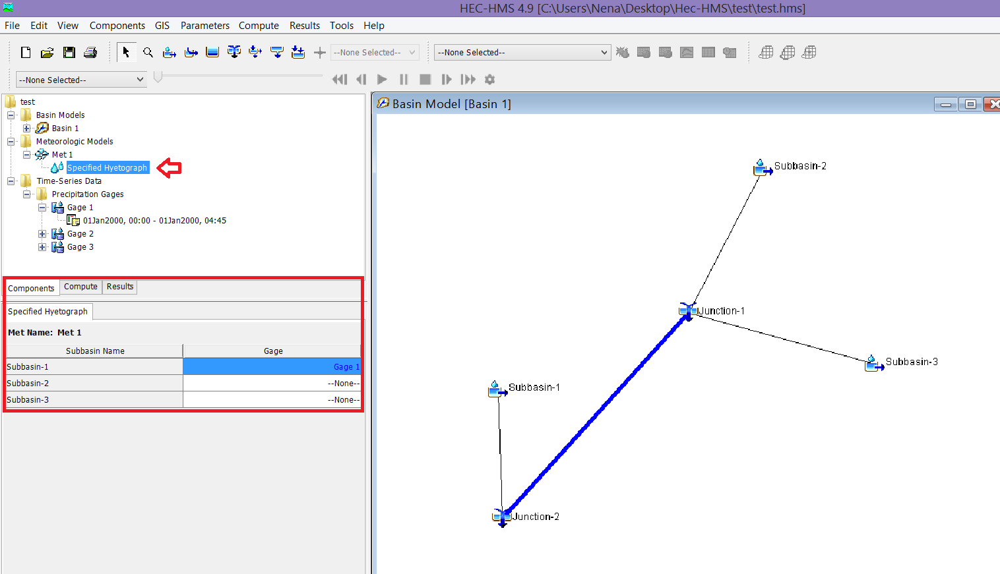 HEC-HMS 4.9 [C:\Users\Nena\Desktop\Hec-HMS\test\test.hms]
File Edit View Components GIS Parameters Compute Results Tools Help
--None Selected-- --None Selected--
--None Selected--
test
Basin Models
Basin 1
Meteorologic Models
Met 1
Specified Hyetograph
Time-Series Data
Precipitation Gages
Gage 1
01Jan2000, 00:00 - 01Jan2000, 04:45
Gage 2
Gage 3
Components Compute Results
Specified Hyetograph
Met Name: Met 1
Subbasin Name Gage
Subbasin-1 Gage 1
Subbasin-2 --None--
Subbasin-3 --None--
Basin Model [Basin 1]
Subbasin-2
Junction-1
Subbasin-3
Subbasin-1
Junction-2